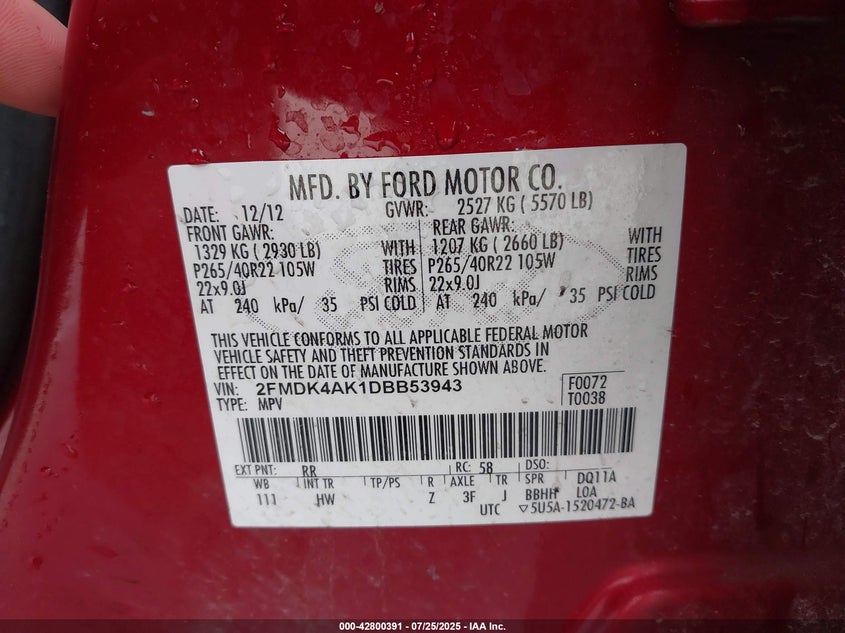 MFD. BY FORD MOTOR CO.
DATE: 12/12 GVWR: 2527 KG ( 5570 LB)
FRONT GAWR: REAR GAWR:
1329 KG ( 2930 LB) WITH 1207 KG ( 2660 LB) WITH
P265/40R22 105W TIRES P265/40R22 105W TIRES
22x9.0J RIMS 22x9.0J RIMS
AT 240 kPa/ 35 PSI COLD AT 240 kPa/ 35 PSI COLD
THIS VEHICLE CONFORMS TO ALL APPLICABLE FEDERAL MOTOR
VEHICLE SAFETY AND THEFT PREVENTION STANDARDS IN
EFFECT ON THE DATE OF MANUFACTURE SHOWN ABOVE.
VIN: 2FMDK4AK1DBB53943 F0072
TYPE: MPV T0038
EXT PNT: RR RC: 58 DSO:
WB INT TR TP/PS R AXLE TR SPR DQ11A
111 HW Z 3F J BBHH* LOA
UTC ▽5U5A-1520472-BA
000-42800391 - 07/25/2025 - IAA Inc.